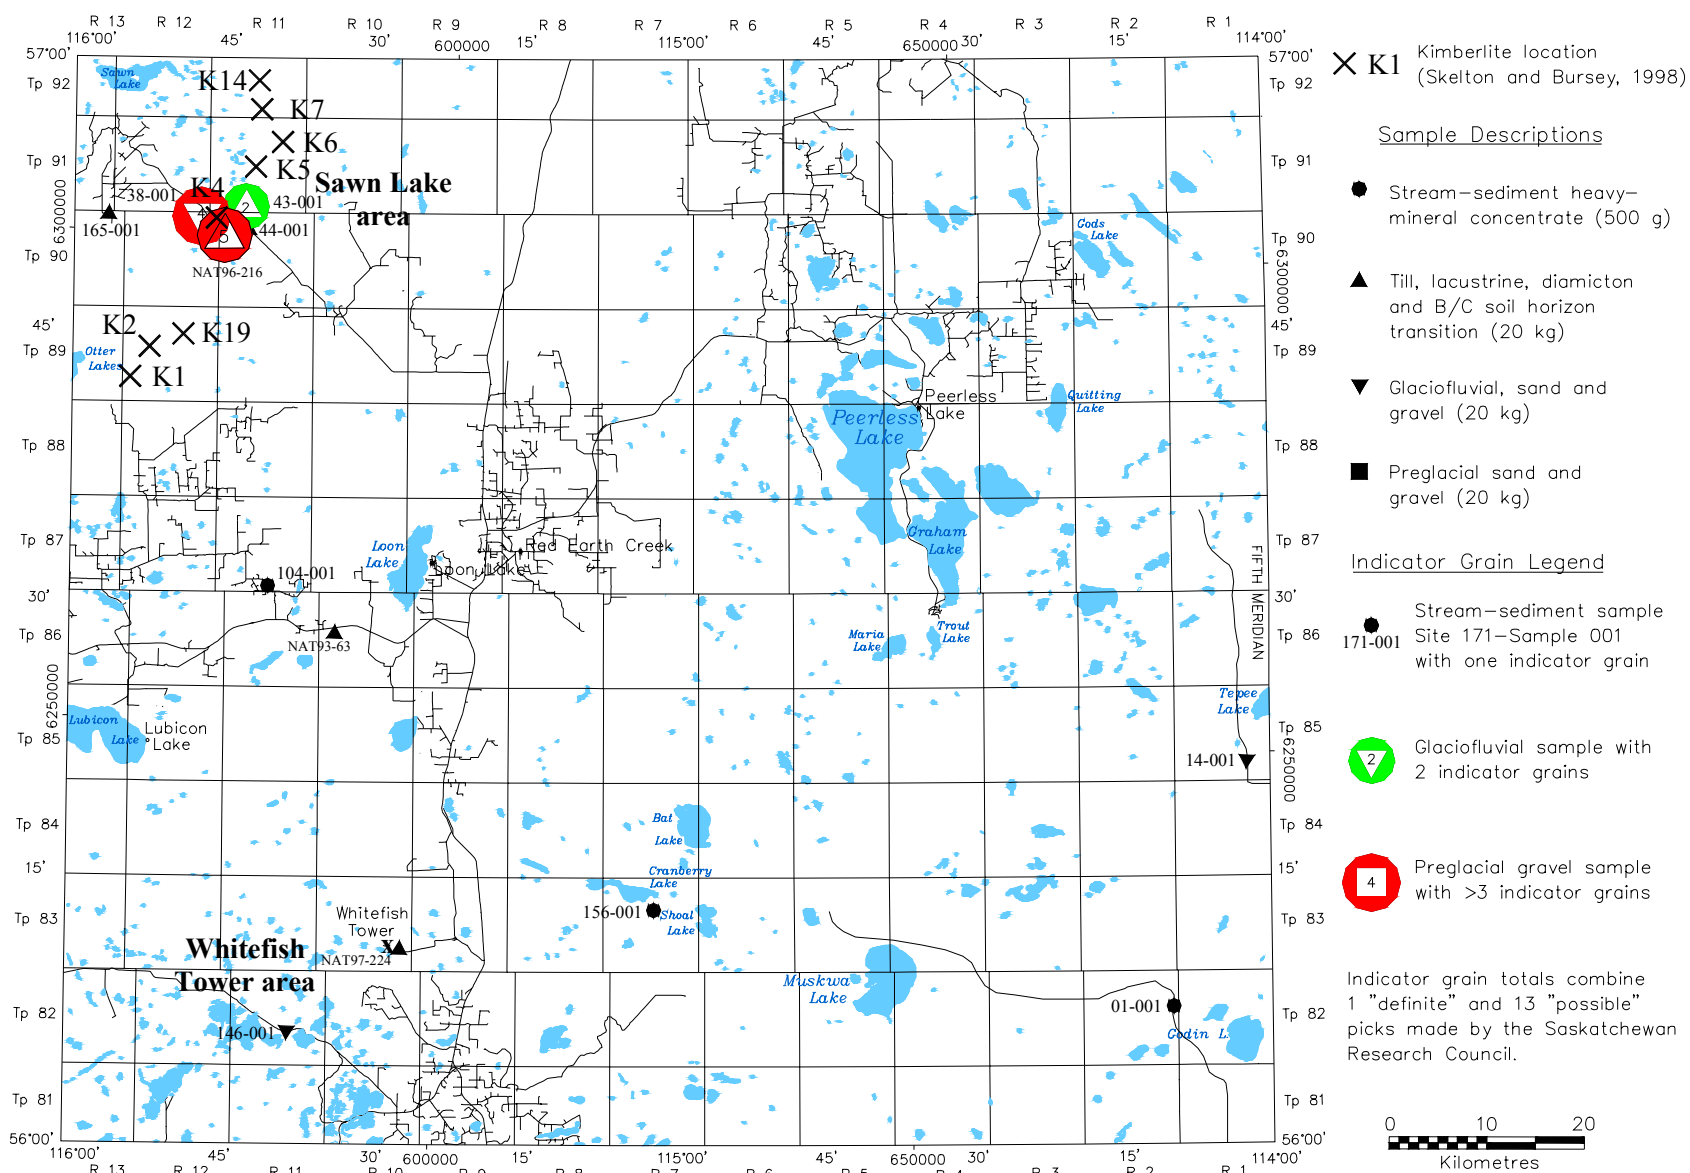 R 13 R 12 R 11 R 10 R 9 R 8 R 7 R 6 R 5 R 4 R 3 R 2 R 1
116°00' 45' 30' 600000 15' 115°00' 45' 650000 30' 15' 114°00'
57°00' 57°00'
Tp 92 Tp 92
Tp 91 Tp 91
6300000
Tp 90 Tp 90
6300000
45' 45'
Tp 89 Tp 89
Tp 88 Tp 88
Tp 87 Tp 87
30' 30'
Tp 86 Tp 86
6250000
Tp 85 Tp 85
6250000
Tp 84 Tp 84
15' 15'
Tp 83 Tp 83
Tp 82 Tp 82
Tp 81 Tp 81
56°00' 56°00'
116°00' 45' 30' 600000 15' 115°00' 45' 650000 30' 15' 114°00'
R 13 R 12 R 11 R 10 R 9 R 8 R 7 R 6 R 5 R 4 R 3 R 2 R 1
Sawn
Lake
K14
K7
K6
K5
K4
Sawn Lake
area
38-001
4
2
43-001
165-001
44-001
5
NAT96-216
K2
K19
K1
Otter
Lakes
Gods
Lake
Peerless
Lake
Peerless
Lake
Quitting
Lake
Graham
Lake
Loon
Lake
Red Earth Creek
Loon Lake
104-001
NAT93-63
Maria
Lake
Trout
Lake
FIFTH MERIDIAN
Tepee
Lake
14-001
Lubicon
Lake
Lubicon
Lake
Bat
Lake
Cranberry
Lake
156-001
Shoal
Lake
Whitefish
Tower
x
NAT97-224
Whitefish
Tower area
146-001
Muskwa
Lake
01-001
Godin L.
K1 Kimberlite location
(Skelton and Bursey, 1998)
Sample Descriptions
Stream-sediment heavy-
mineral concentrate (500 g)
Till, lacustrine, diamicton
and B/C soil horizon
transition (20 kg)
Glaciofluvial, sand and
gravel (20 kg)
Preglacial sand and
gravel (20 kg)
Indicator Grain Legend
171-001
Stream-sediment sample
Site 171-Sample 001
with one indicator grain
2
Glaciofluvial sample with
2 indicator grains
4
Preglacial gravel sample
with >3 indicator grains
Indicator grain totals combine
1 "definite" and 13 "possible"
picks made by the Saskatchewan
Research Council.
0 10 20
Kilometres